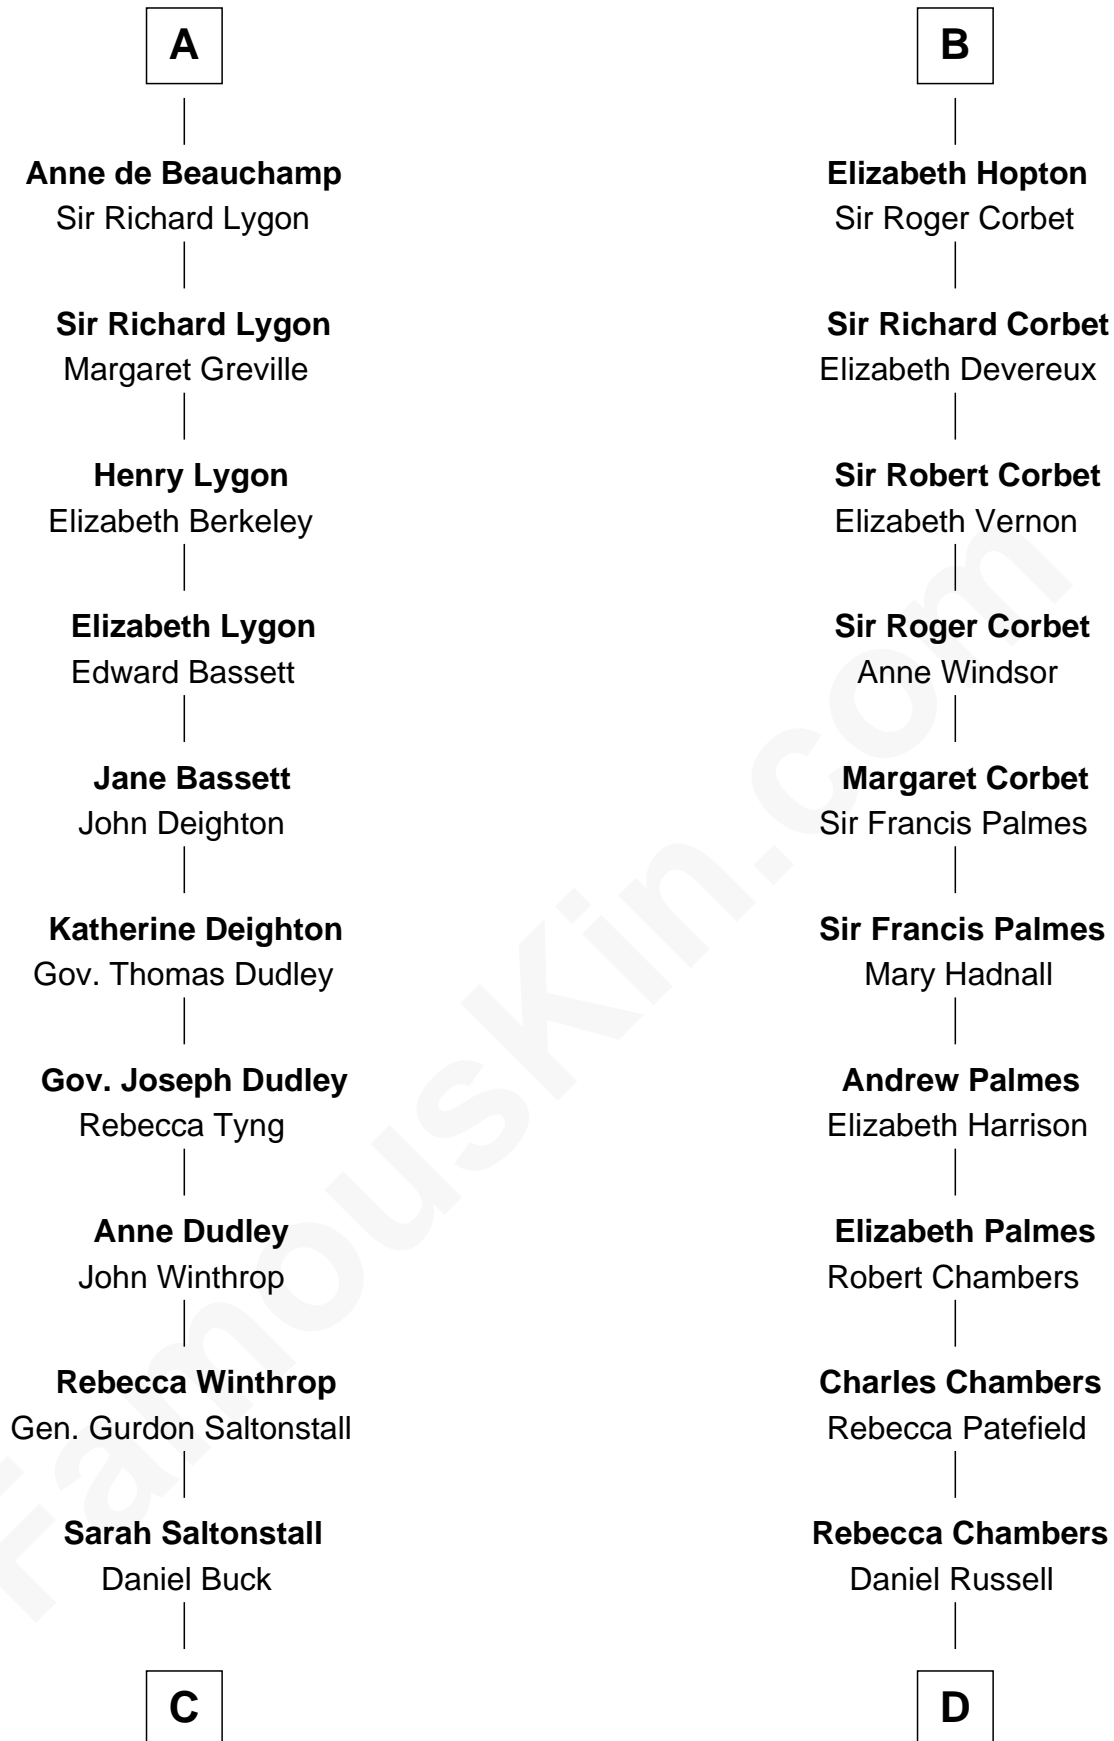 A
Anne de Beauchamp
Sir Richard Lygon
Sir Richard Lygon
Margaret Greville
Henry Lygon
Elizabeth Berkeley
Elizabeth Lygon
Edward Bassett
Jane Bassett
John Deighton
Katherine Deighton
Gov. Thomas Dudley
Gov. Joseph Dudley
Rebecca Tyng
Anne Dudley
John Winthrop
Rebecca Winthrop
Gen. Gurdon Saltonstall
Sarah Saltonstall
Daniel Buck
C
B
Elizabeth Hopton
Sir Roger Corbet
Sir Richard Corbet
Elizabeth Devereux
Sir Robert Corbet
Elizabeth Vernon
Sir Roger Corbet
Anne Windsor
Margaret Corbet
Sir Francis Palmes
Sir Francis Palmes
Mary Hadnall
Andrew Palmes
Elizabeth Harrison
Elizabeth Palmes
Robert Chambers
Charles Chambers
Rebecca Patefield
Rebecca Chambers
Daniel Russell
D
FamousKin.com